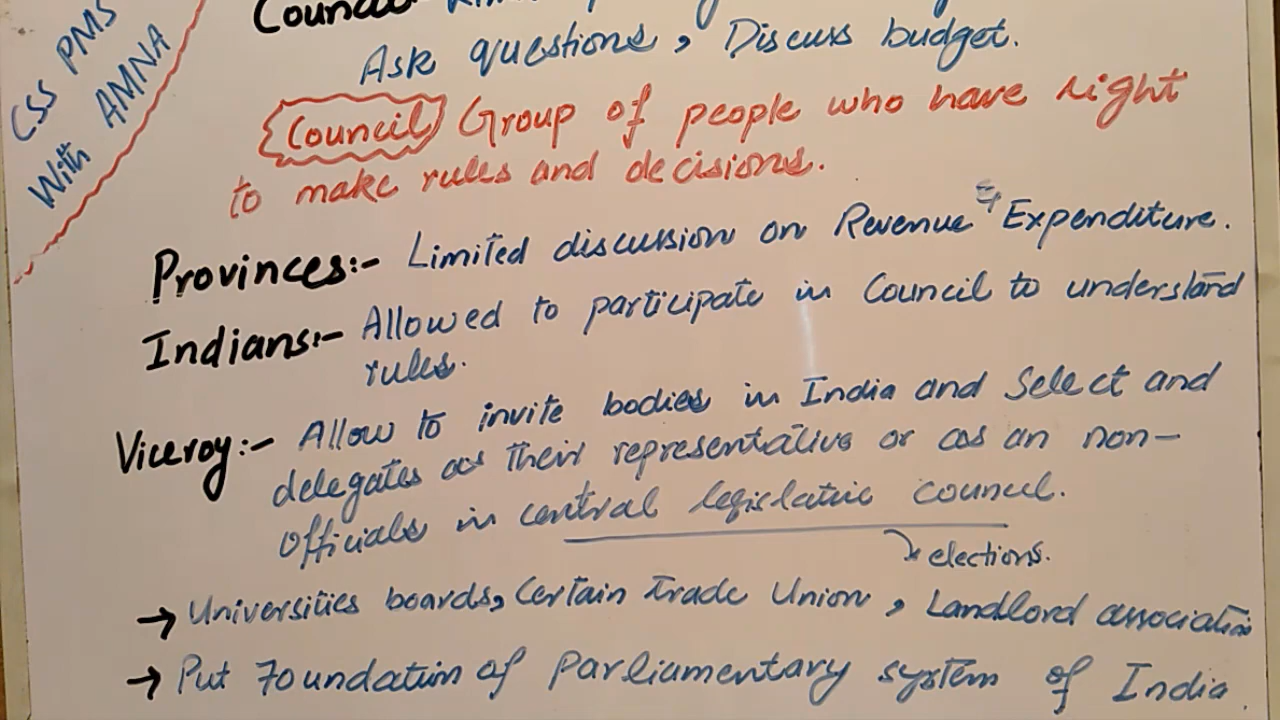 CSS PMS
With AMNA
Council-
Ask questions, Discuss budget.
Council Group of people who have right
to make rules and decisions.
Provinces:- Limited discussion on Revenue & Expenditure.
Indians:- Allowed to participate in Council to understand
rules.
Viceroy:- Allow to invite bodies in India and Select and
delegates as their representative or as an non-
officials in central legislative council.
elections.
→ Universities boards, Certain Trade Union, Landlord association
→ Put Foundation of Parliamentary system of India.